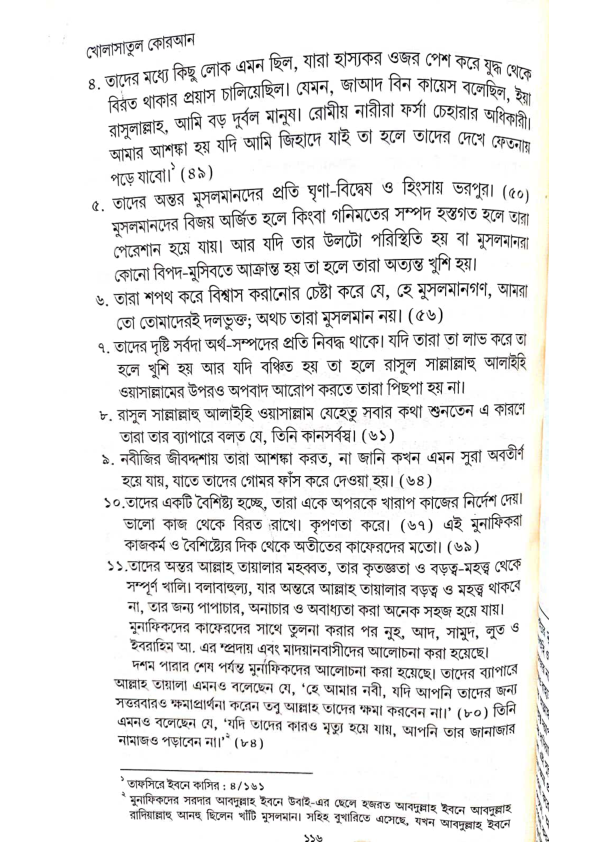 খোলাসাতুল কোরআন
৪. তাদের মধ্যে কিছু লোক এমন ছিল, যারা হাস্যকর ওজর পেশ করে যুদ্ধ থেকে
বিরত থাকার প্রয়াস চালিয়েছিল। যেমন, জাআদ বিন কায়েস বলেছিল, ইয়া
রাসুলাল্লাহ, আমি বড় দুর্বল মানুষ। রোমীয় নারীরা ফর্সা চেহারার অধিকারী।
আমার আশঙ্কা হয় যদি আমি জিহাদে যাই তা হলে তাদের দেখে ফেতনায়
পড়ে যাবো।’¹ (৪৯)
৫. তাদের অন্তর মুসলমানদের প্রতি ঘৃণা-বিদ্বেষ ও হিংসায় ভরপুর। (৫০)
মুসলমানদের বিজয় অর্জিত হলে কিংবা গনিমতের সম্পদ হস্তগত হলে তারা
পেরেশান হয়ে যায়। আর যদি তার উলটো পরিস্থিতি হয় বা মুসলমানরা
কোনো বিপদ-মুসিবতে আক্রান্ত হয় তা হলে তারা অত্যন্ত খুশি হয়।
৬. তারা শপথ করে বিশ্বাস করানোর চেষ্টা করে যে, হে মুসলমানগণ, আমরা
তো তোমাদেরই দলভুক্ত; অথচ তারা মুসলমান নয়। (৫৬)
৭. তাদের দৃষ্টি সর্বদা অর্থ-সম্পদের প্রতি নিবদ্ধ থাকে। যদি তারা তা লাভ করে তা
হলে খুশি হয় আর যদি বঞ্চিত হয় তা হলে রাসুল সাল্লাল্লাহু আলাইহি
ওয়াসাল্লামের উপরও অপবাদ আরোপ করতে তারা পিছপা হয় না।
৮. রাসুল সাল্লাল্লাহু আলাইহি ওয়াসাল্লাম যেহেতু সবার কথা শুনতেন এ কারণে
তারা তার ব্যাপারে বলত যে, তিনি কানসর্বস্ব। (৬১)
৯. নবীজির জীবদ্দশায় তারা আশঙ্কা করত, না জানি কখন এমন সুরা অবতীর্ণ
হয়ে যায়, যাতে তাদের গোমর ফাঁস করে দেওয়া হয়। (৬৪)
১০.তাদের একটি বৈশিষ্ট্য হচ্ছে, তারা একে অপরকে খারাপ কাজের নির্দেশ দেয়।
ভালো কাজ থেকে বিরত রাখে। কৃপণতা করে। (৬৭) এই মুনাফিকরা
কাজকর্ম ও বৈশিষ্ট্যের দিক থেকে অতীতের কাফেরদের মতো। (৬৯)
১১.তাদের অন্তর আল্লাহ তায়ালার মহব্বত, তার কৃতজ্ঞতা ও বড়ত্ব-মহত্ত্ব থেকে
সম্পূর্ণ খালি। বলাবাহুল্য, যার অন্তরে আল্লাহ তায়ালার বড়ত্ব ও মহত্ত্ব থাকবে
না, তার জন্য পাপাচার, অনাচার ও অবাধ্যতা করা অনেক সহজ হয়ে যায়।
মুনাফিকদের কাফেরদের সাথে তুলনা করার পর নুহ, আদ, সামুদ, লুত ও
ইবরাহিম আ. এর সম্প্রদায় এবং মাদয়ানবাসীদের আলোচনা করা হয়েছে।
দশম পারার শেষ পর্যন্ত মুনাফিকদের আলোচনা করা হয়েছে। তাদের ব্যাপারে
আল্লাহ তায়ালা এমনও বলেছেন যে, ‘হে আমার নবী, যদি আপনি তাদের জন্য
সত্তরবারও ক্ষমাপ্রার্থনা করেন তবু আল্লাহ তাদের ক্ষমা করবেন না।’ (৮০) তিনি
এমনও বলেছেন যে, ‘যদি তাদের কারও মৃত্যু হয়ে যায়, আপনি তার জানাজার
নামাজও পড়াবেন না।’² (৮৪)
¹ তাফসিরে ইবনে কাসির : ৪/১৬১
² মুনাফিকদের সরদার আবদুল্লাহ ইবনে উবাই-এর ছেলে হজরত আবদুল্লাহ ইবনে আবদুল্লাহ
রাদিয়াল্লাহু আনহু ছিলেন খাঁটি মুসলমান। সহিহ বুখারিতে এসেছে, যখন আবদুল্লাহ ইবনে
১১৬